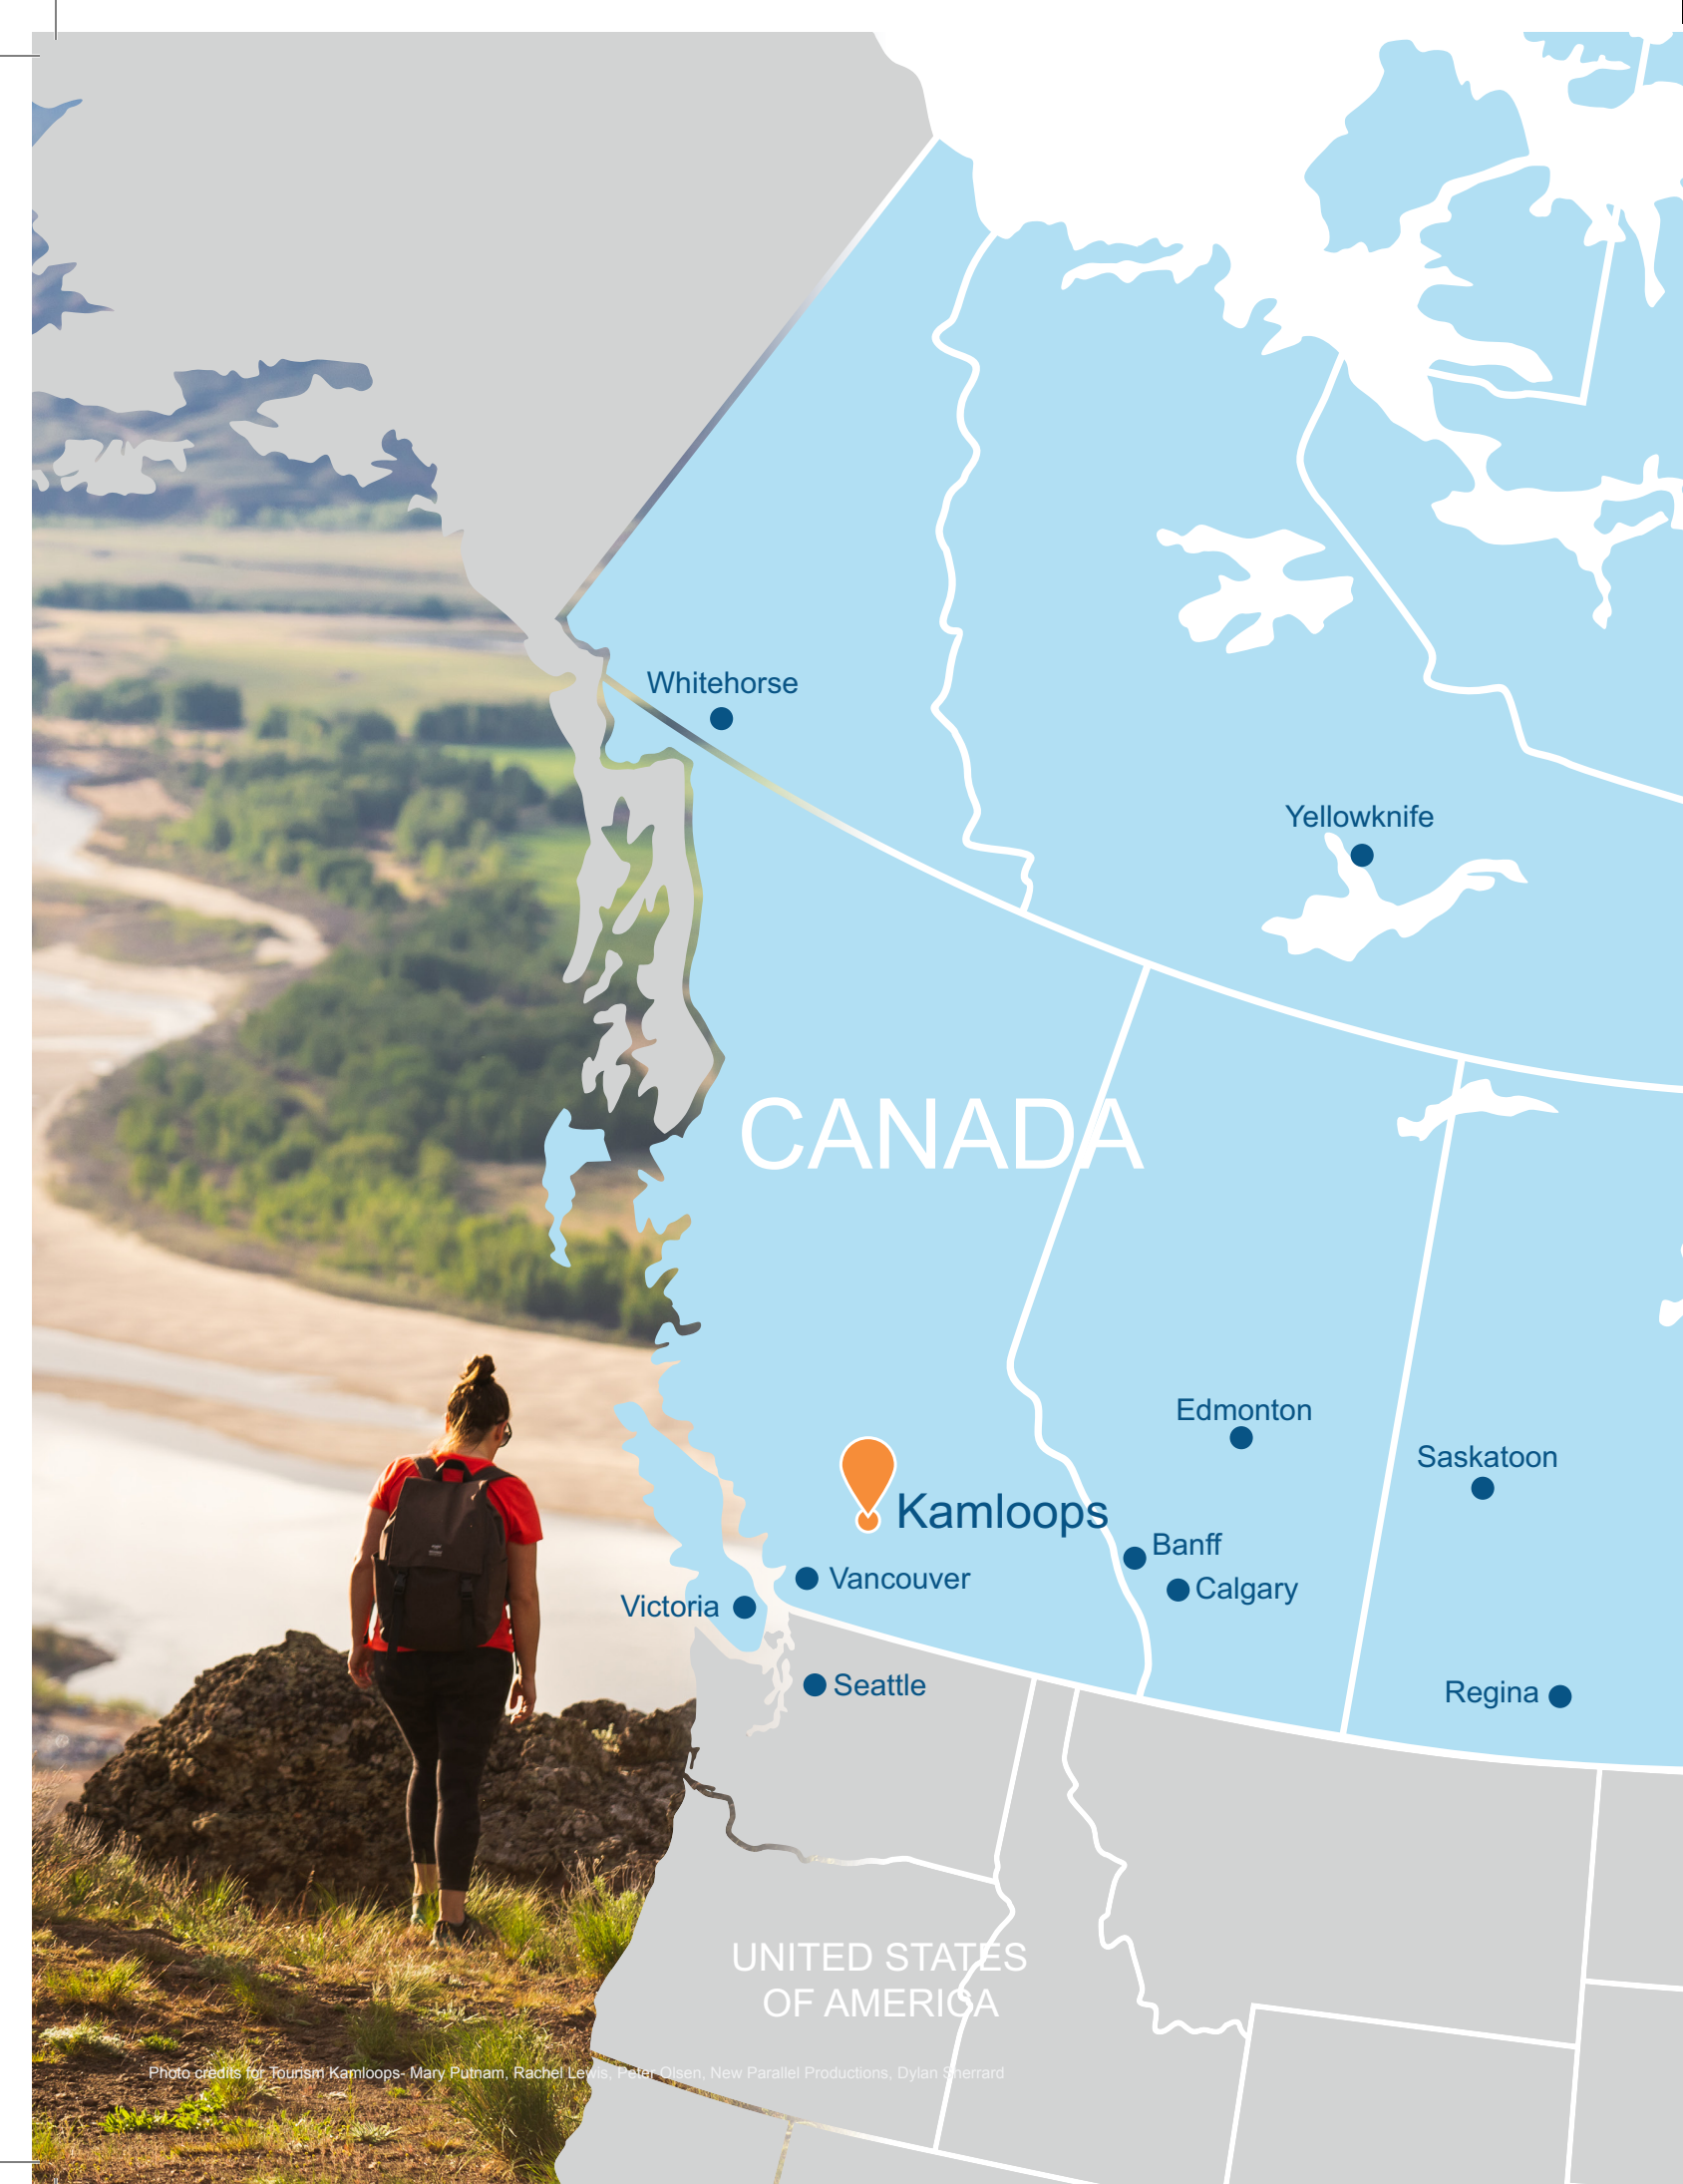 Whitehorse
Yellowknife
CANADA
Edmonton
Saskatoon
Kamloops
Banff
Vancouver
Calgary
Victoria
Seattle
Regina
UNITED STATES
OF AMERICA
Photo credits for Tourism Kamloops- Mary Putnam, Rachel Lewis, Peter Olsen, New Parallel Productions, Dylan Sherrard